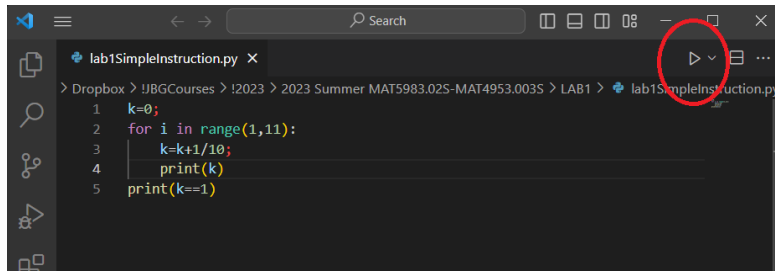 Search
lab1SimpleInstruction.py
> Dropbox > !JBGCourses > !2023 > 2023 Summer MAT5983.02S-MAT4953.003S > LAB1 > lab1SimpleInstruction.py
1 k=0;
2 for i in range(1,11):
3     k=k+1/10;
4     print(k)
5 print(k==1)